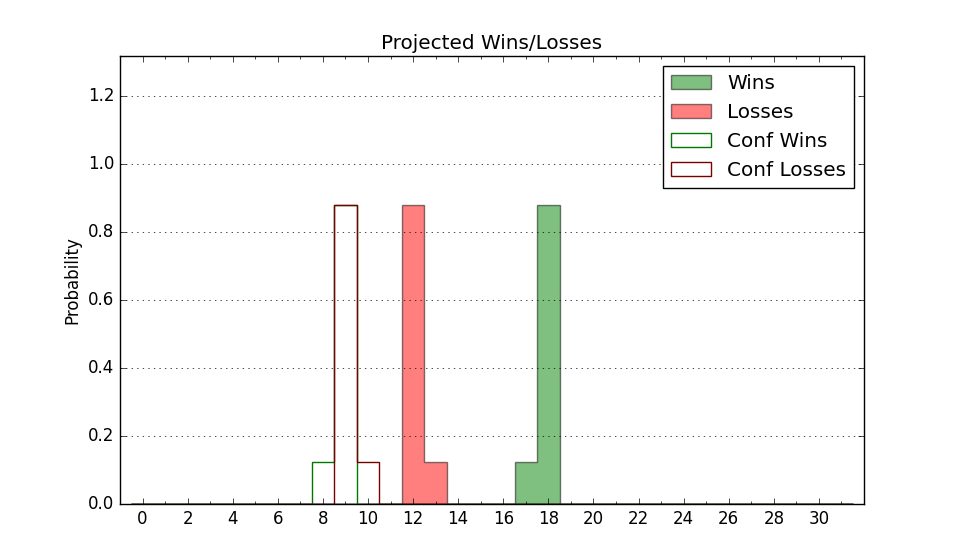 Projected Wins/Losses
Wins
Losses
Conf Wins
Conf Losses
Probability
1.2
1.0
0.8
0.6
0.4
0.2
0.0
0 2 4 6 8 10 12 14 16 18 20 22 24 26 28 30